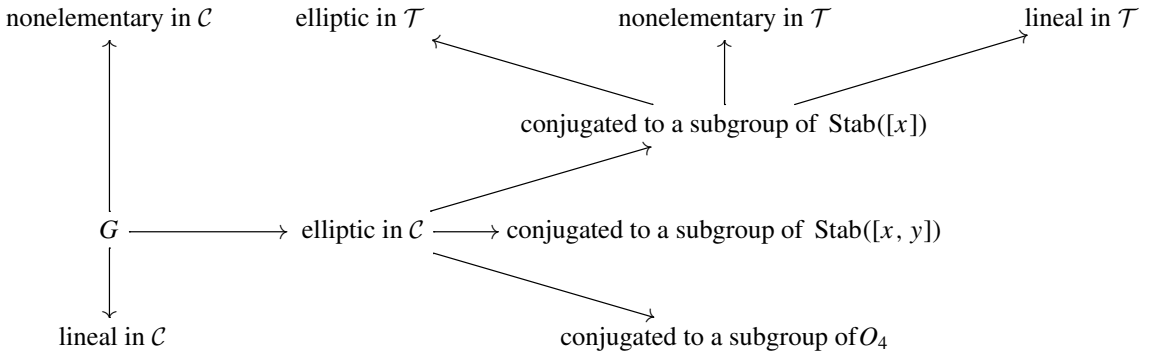 nonelementary in 𝒞 elliptic in 𝒯 nonelementary in 𝒯 lineal in 𝒯
conjugated to a subgroup of Stab([x])
G elliptic in 𝒞 conjugated to a subgroup of Stab([x, y])
lineal in 𝒞 conjugated to a subgroup of O₄